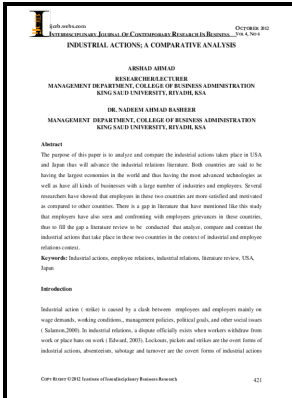 ijcrb.webs.com
OCTOBER 2012
INTERDISCIPLINARY JOURNAL OF CONTEMPORARY RESEARCH IN BUSINESS
VOL 4, NO 6
INDUSTRIAL ACTIONS; A COMPARATIVE ANALYSIS
ARSHAD AHMAD
RESEARCHER/LECTURER
MANAGEMENT DEPARTMENT, COLLEGE OF BUSINESS ADMINISTRATION
KING SAUD UNIVERSITY, RIYADH, KSA
DR. NADEEM AHMAD BASHEER
MANAGEMENT DEPARTMENT, COLLEGE OF BUSINESS ADMINISTRATION
KING SAUD UNIVERSITY, RIYADH, KSA
Abstract
The purpose of this paper is to analyze and compare the industrial actions taken place in USA
and Japan thus will advance the industrial relations literature. Both countries are said to be
having the largest economies in the world and thus having the most advanced technologies as
well as have all kinds of businesses with a large number of industries and employees. Several
researchers have showed that employees in these two countries are more satisfied and motivated
as compared to other countries. There is a gap in literature that have mentioned like this study
that employers have also seen and confronting with employees grievances in these countries,
thus to fill the gap a literature review to be conducted that analyze, compare and contrast the
industrial actions that take place in these two countries in the context of industrial and employee
relations context.
Keywords: Industrial actions, employee relations, industrial relations, literature review, USA,
Japan
Introduction
Industrial action ( strike) is caused by a clash between employees and employers mainly on
wage demands, working conditions., management policies, political goals, and other social issues
( Salamon,2000). In industrial relations, a dispute officially exists when workers withdraw from
work or place bans on work ( Edward, 2003). Lockouts, pickets and strikes are the overt forms of
industrial actions, absenteeism, sabotage and turnover are the covert forms of industrial actions
COPY RIGHT © 2012 Institute of Interdisciplinary Business Research
421